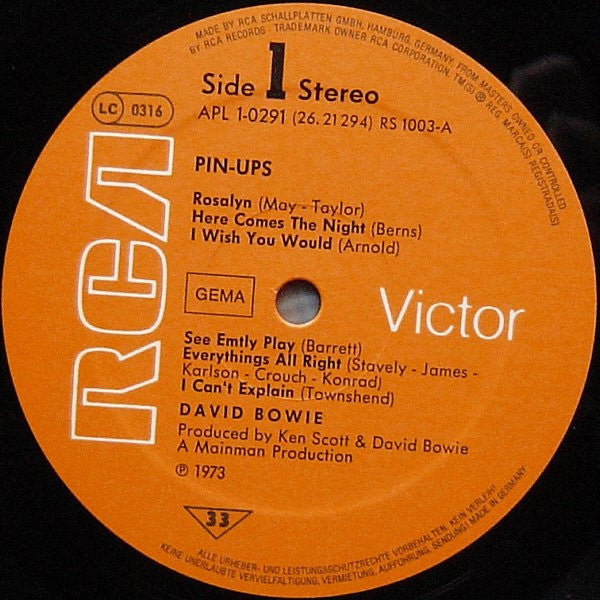 MADE BY RCA SCHALLPLATTEN GMBH, HAMBURG, GERMANY, FROM MASTERS OWNED OR CONTROLLED
BY RCA RECORDS · TRADEMARK OWNER RCA CORPORATION, TM(S) ® REG. MARCA(S) REGISTRADA(S)
Side 1 Stereo
LC 0316
APL 1-0291 (26.21294) RS 1003-A
PIN-UPS
Rosalyn (May - Taylor)
Here Comes The Night (Berns)
I Wish You Would (Arnold)
RCA
GEMA
Victor
See Emtly Play (Barrett)
Everythings All Right (Stavely - James -
Karlson - Crouch - Konrad)
I Can't Explain (Townshend)
DAVID BOWIE
Produced by Ken Scott & David Bowie
A Mainman Production
℗ 1973
33
ALLE URHEBER- UND LEISTUNGSSCHUTZRECHTE VORBEHALTEN, KEIN VERLEIH!
KEINE UNERLAUBTE VERVIELFÄLTIGUNG, VERMIETUNG, AUFFÜHRUNG, SENDUNG! MADE IN GERMANY